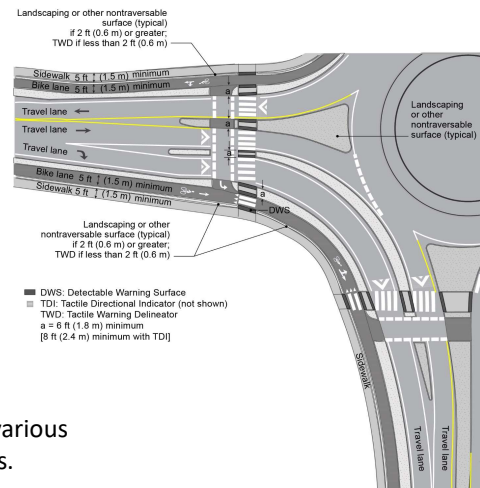 Landscaping or other nontraversable
surface (typical)
if 2 ft (0.6 m) or greater;
TWD if less than 2 ft (0.6 m)
Sidewalk 5 ft (1.5 m) minimum
Bike lane 5 ft (1.5 m) minimum
a
Travel lane
Travel lane
a
Travel lane
a
Bike lane 5 ft (1.5 m) minimum
Sidewalk 5 ft (1.5 m) minimum
a
DWS
Landscaping
or other
nontraversable
surface (typical)
Landscaping or other
nontraversable surface (typical)
if 2 ft (0.6 m) or greater;
TWD if less than 2 ft (0.6 m)
DWS: Detectable Warning Surface
TDI: Tactile Directional Indicator (not shown)
TWD: Tactile Warning Delineator
a = 6 ft (1.8 m) minimum
[8 ft (2.4 m) minimum with TDI]
Sidewalk
Travel lane
Travel lane
various
s.